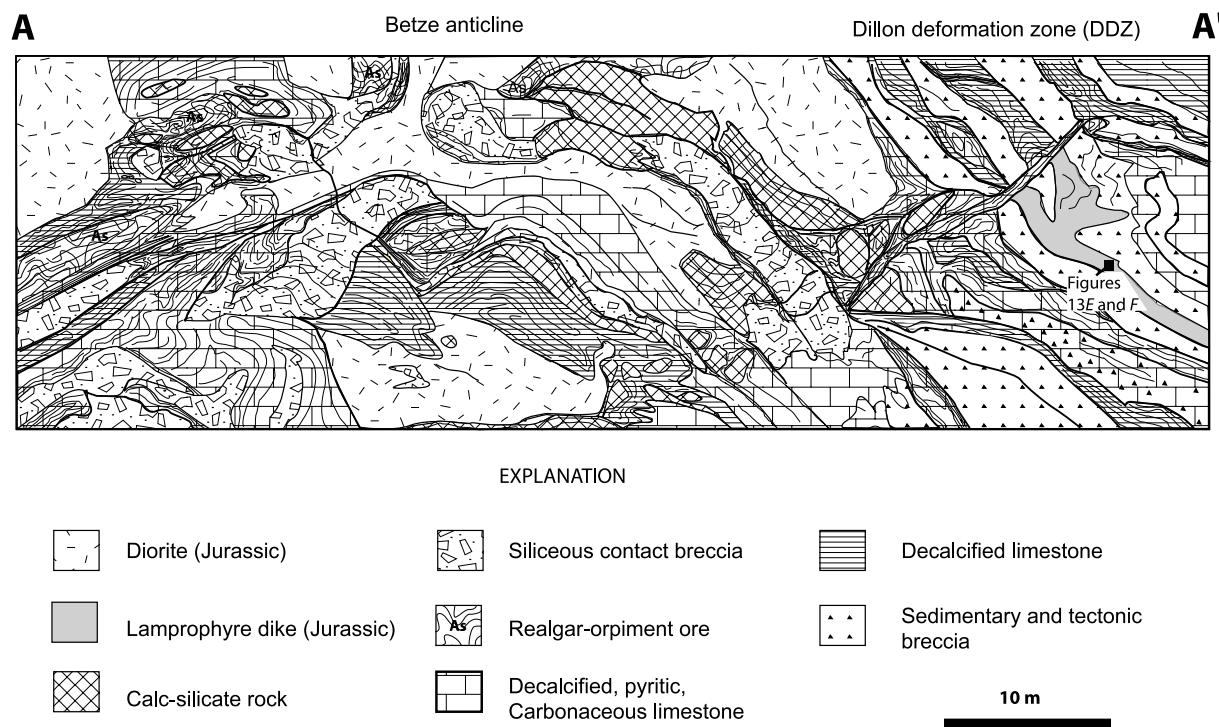 A
Betze anticline
Dillon deformation zone (DDZ)
A'
As
As
As
As
Figures
13E and F
EXPLANATION
Diorite (Jurassic)
Siliceous contact breccia
Decalcified limestone
Lamprophyre dike (Jurassic)
As
Realgar-orpiment ore
Sedimentary and tectonic
breccia
Calc-silicate rock
Decalcified, pyritic,
Carbonaceous limestone
10 m